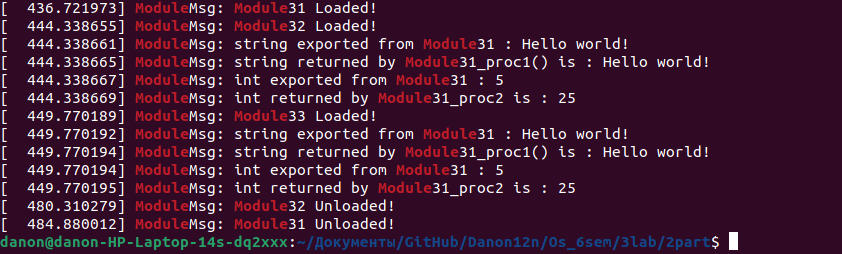 [  436.721973] ModuleMsg: Module31 Loaded!
[  444.338655] ModuleMsg: Module32 Loaded!
[  444.338661] ModuleMsg: string exported from Module31 : Hello world!
[  444.338665] ModuleMsg: string returned by Module31_proc1() is : Hello world!
[  444.338667] ModuleMsg: int exported from Module31 : 5
[  444.338669] ModuleMsg: int returned by Module31_proc2 is : 25
[  449.770189] ModuleMsg: Module33 Loaded!
[  449.770192] ModuleMsg: string exported from Module31 : Hello world!
[  449.770194] ModuleMsg: string returned by Module31_proc1() is : Hello world!
[  449.770194] ModuleMsg: int exported from Module31 : 5
[  449.770195] ModuleMsg: int returned by Module31_proc2 is : 25
[  480.310279] ModuleMsg: Module32 Unloaded!
[  484.880012] ModuleMsg: Module31 Unloaded!
danon@danon-HP-Laptop-14s-dq2xxx:~/Документы/GitHub/Danon12n/Os_6sem/3lab/2part$